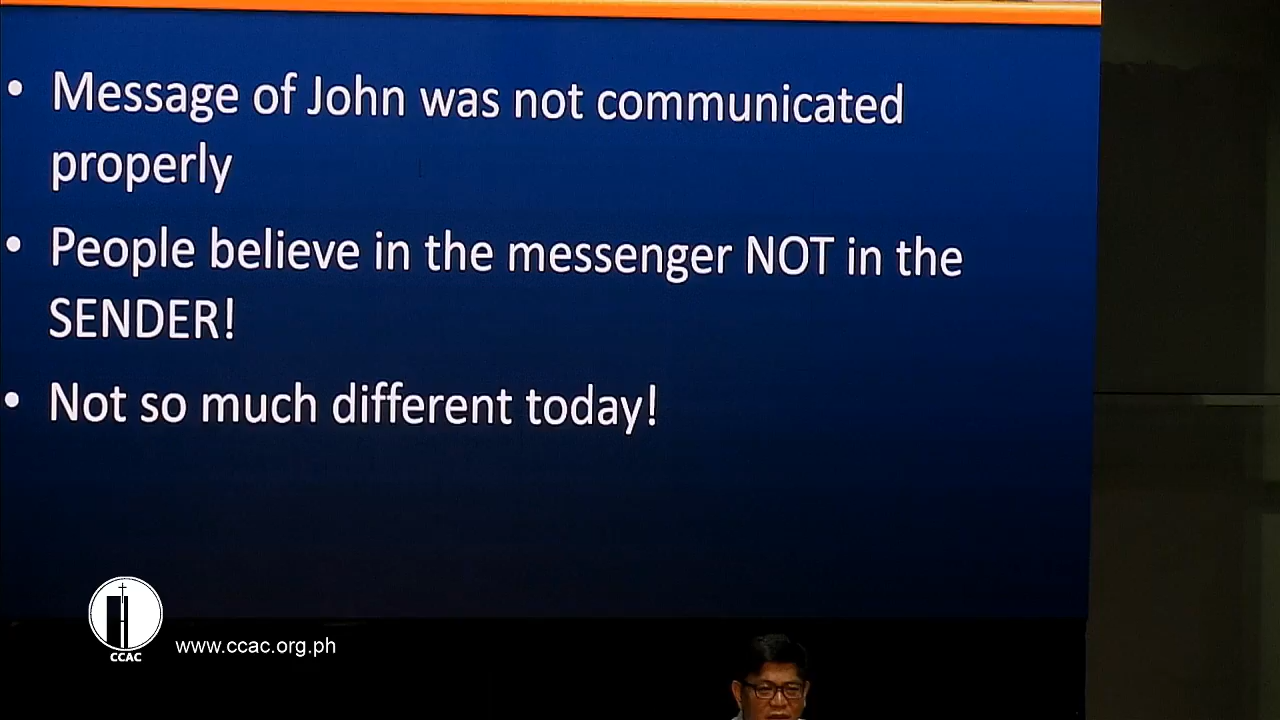 • Message of John was not communicated
properly
• People believe in the messenger NOT in the
SENDER!
• Not so much different today!
CCAC
www.ccac.org.ph